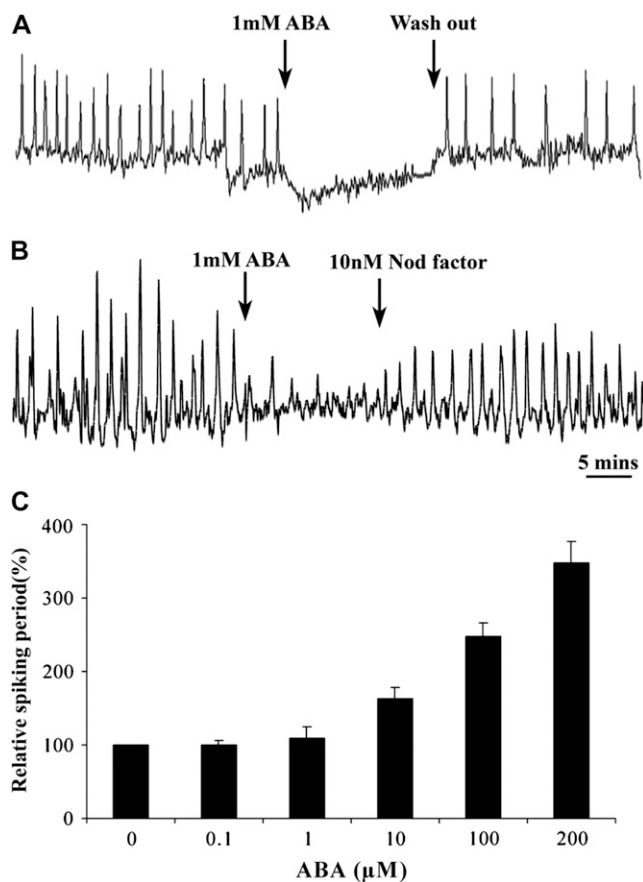 A
1mM ABA
Wash out
B
1mM ABA
10nM Nod factor
5 mins
C
Relative spiking period(%)
400
300
200
100
0
0 0.1 1 10 100 200
ABA (µM)